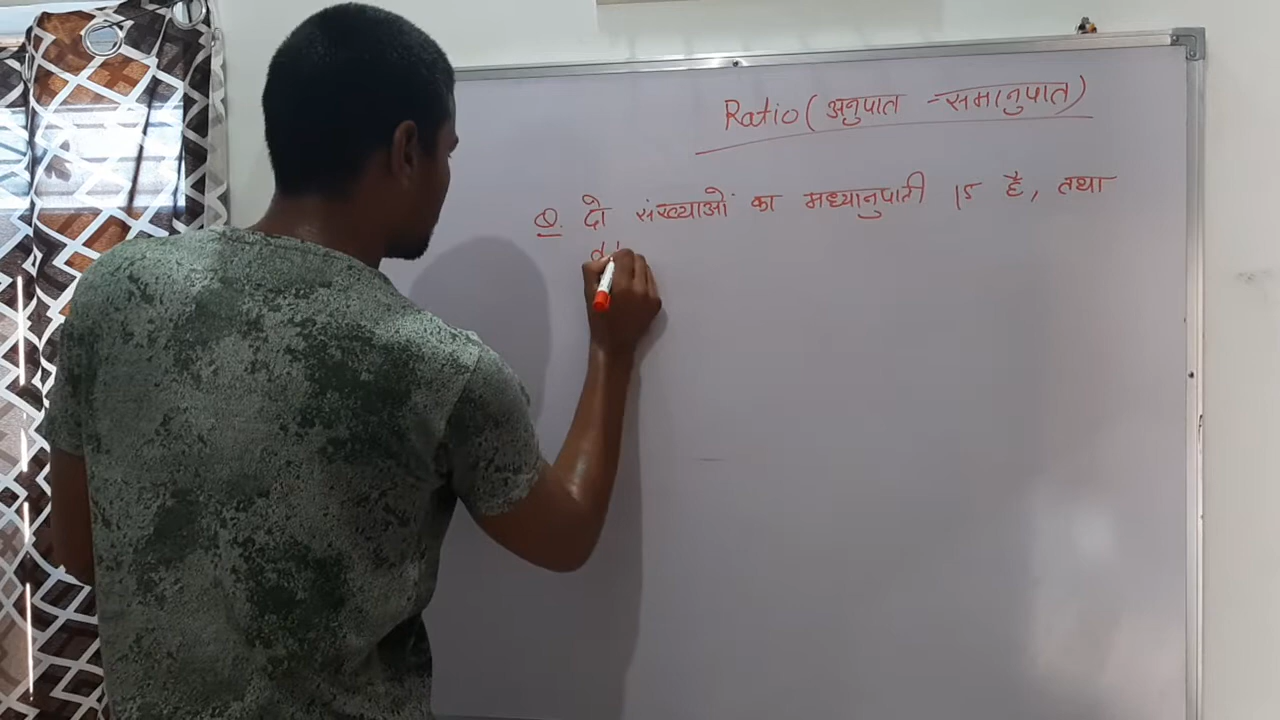 Ratio (अनुपात - समानुपात)
Q. दो संख्याओं का मध्यानुपाती 15 है, तथा